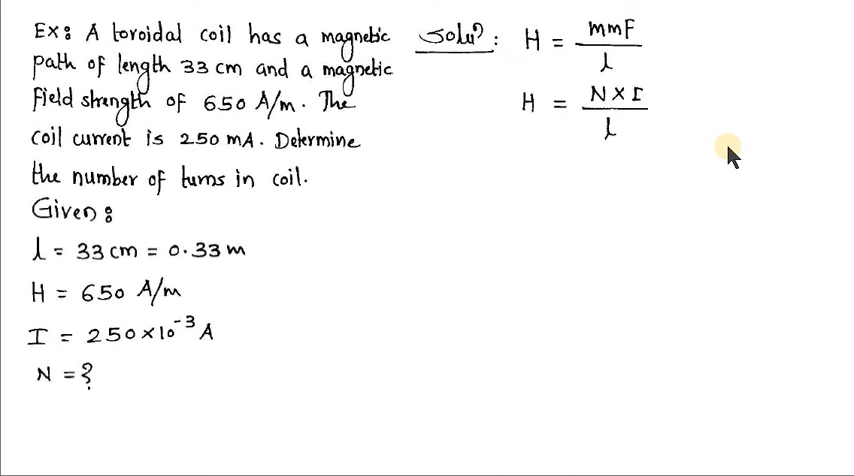 Ex: A toroidal coil has a magnetic
path of length 33 cm and a magnetic
field strength of 650 A/m. The
coil current is 250 mA. Determine
the number of turns in coil.
Given:
l = 33 cm = 0.33 m
H = 650 A/m
I = 250 × 10⁻³ A
N = ?
Solun: H = mmF / l
H = N × I / l